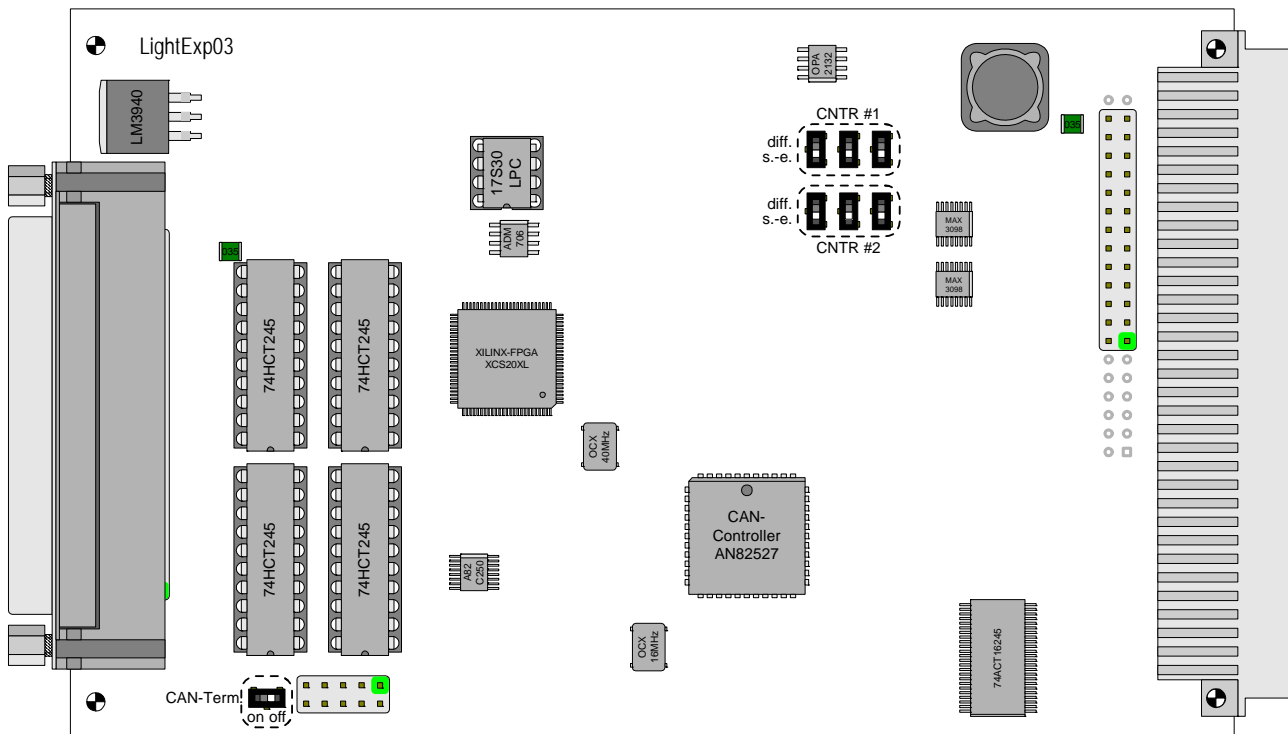 LightExp03
LM3940
OPA
2132
CNTR #1
diff.
s.-e.
035
17S30
LPC
diff.
s.-e.
CNTR #2
MAX
3098
ADM
706
035
MAX
3098
74HCT245
74HCT245
XILINX-FPGA
XCS20XL
OCX
40MHz
CAN-
Controller
AN82527
74HCT245
74HCT245
A82
C250
OCX
16MHz
74ACT16245
CAN-Term
on off